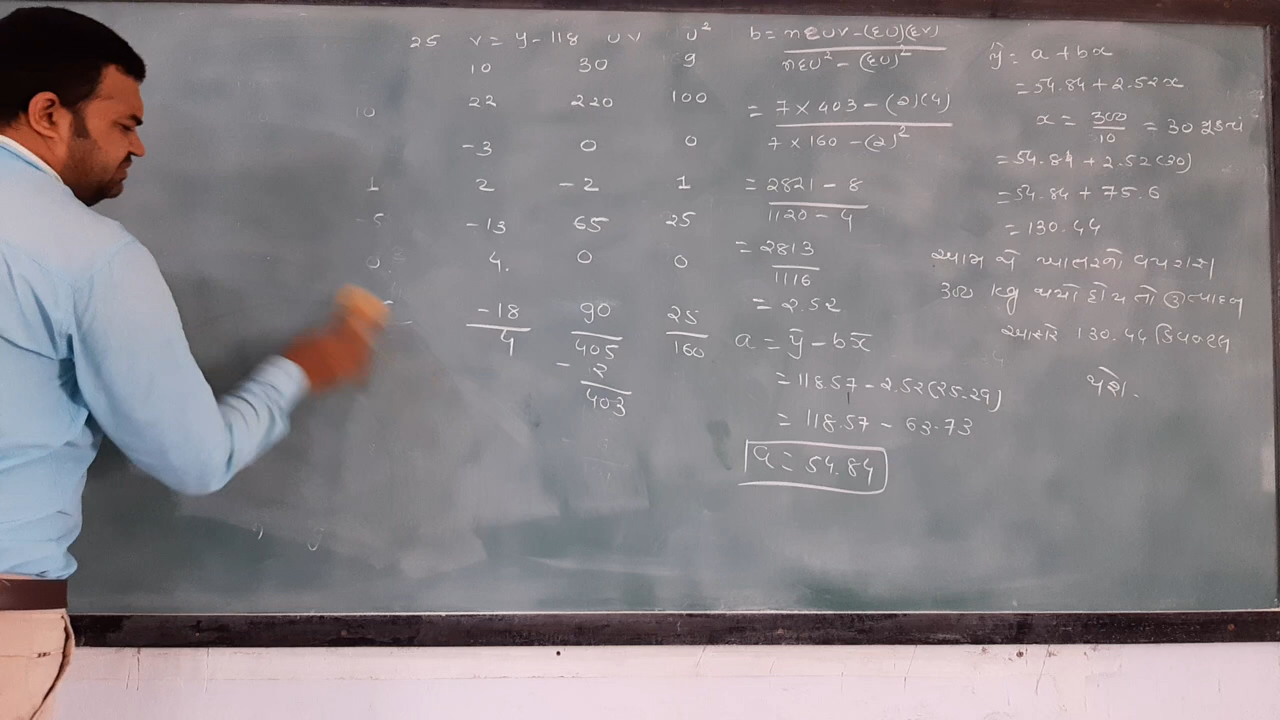 25 v = y - 118 uv u²
10 30 9
10 22 220 100
-3 0 0
1 2 -2 1
-5 -13 65 25
0 4 0 0
-18 90 25
4 405 160
- 2
403
b = nΣuv - (Σu)(Σv)
nΣu² - (Σu)²
= 7 × 403 - (2)(4)
7 × 160 - (2)²
= 2821 - 8
1120 - 4
= 2813
1116
= 2.52
a = ȳ - bx̄
= 118.57 - 2.52(25.29)
= 118.57 - 63.73
a = 54.84
ŷ = a + bx
= 54.84 + 2.52x
x = 300/10 = 30
= 54.84 + 2.52(30)
= 54.84 + 75.6
= 130.44
આમ જો ખાતરનો વપરાશ
300 kg થયો હોય તો ઉત્પાદન
આશરે 130.44 ક્વિન્ટલ
થશે.